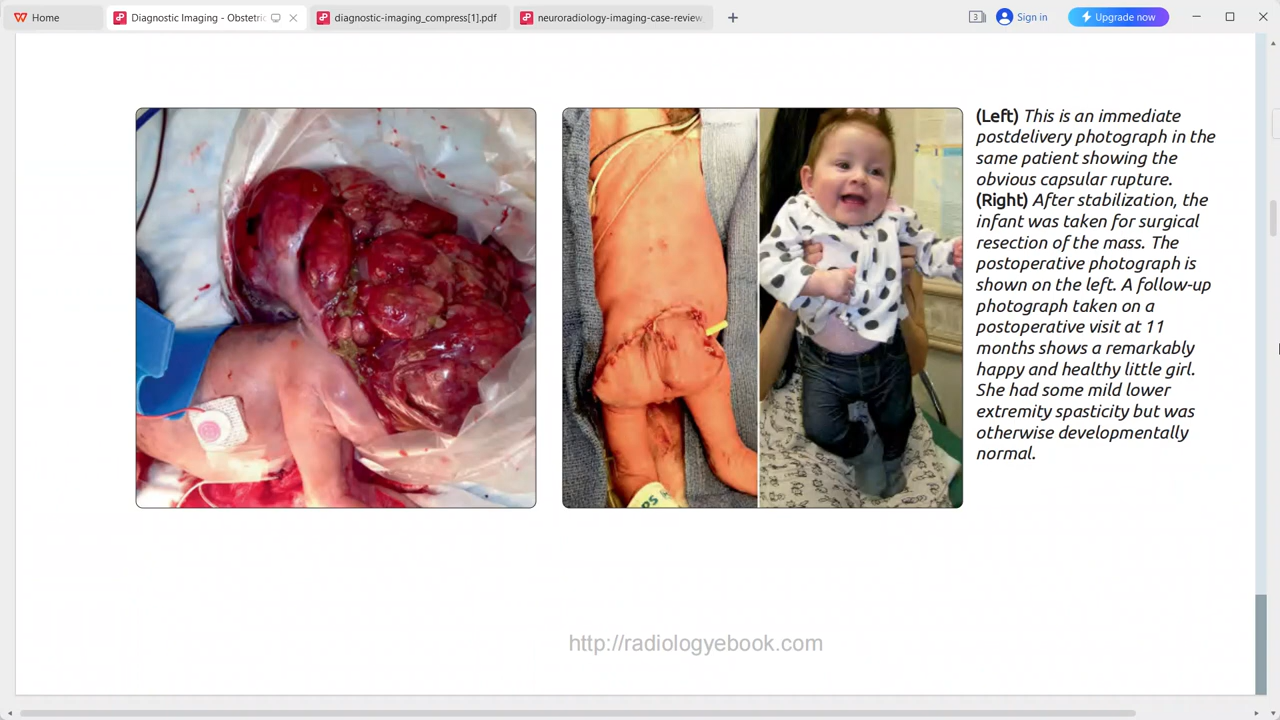 Home
Diagnostic Imaging - Obstetric
diagnostic-imaging_compress[1].pdf
neuroradiology-imaging-case-review
3
Sign in
Upgrade now
(Left) This is an immediate
postdelivery photograph in the
same patient showing the
obvious capsular rupture.
(Right) After stabilization, the
infant was taken for surgical
resection of the mass. The
postoperative photograph is
shown on the left. A follow-up
photograph taken on a
postoperative visit at 11
months shows a remarkably
happy and healthy little girl.
She had some mild lower
extremity spasticity but was
otherwise developmentally
normal.
http://radiologyebook.com